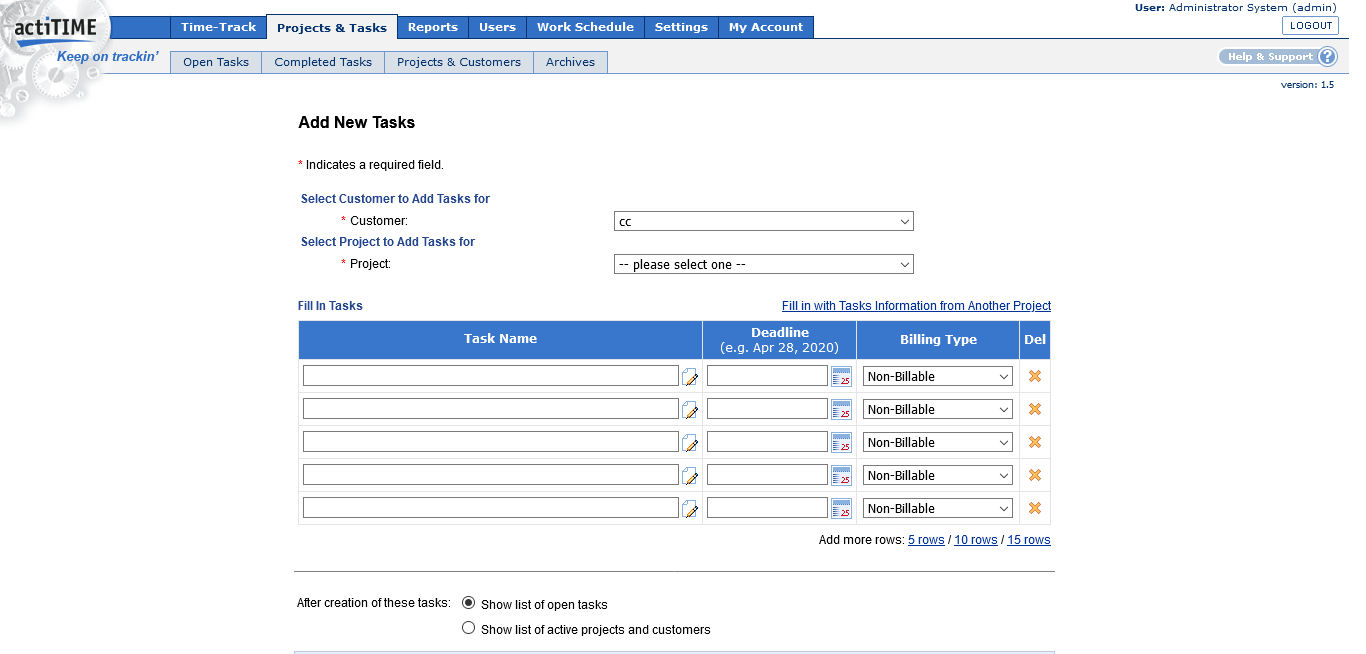 User: Administrator System (admin)
actiTIME
Time-Track Projects & Tasks Reports Users Work Schedule Settings My Account
LOGOUT
Keep on trackin'
Open Tasks Completed Tasks Projects & Customers Archives
Help & Support ?
version: 1.5
Add New Tasks
* Indicates a required field.
Select Customer to Add Tasks for
* Customer: cc
Select Project to Add Tasks for
* Project: -- please select one --
Fill In Tasks Fill in with Tasks Information from Another Project
Task Name Deadline (e.g. Apr 28, 2020) Billing Type Del
25 Non-Billable
25 Non-Billable
25 Non-Billable
25 Non-Billable
25 Non-Billable
Add more rows: 5 rows / 10 rows / 15 rows
After creation of these tasks: Show list of open tasks
Show list of active projects and customers